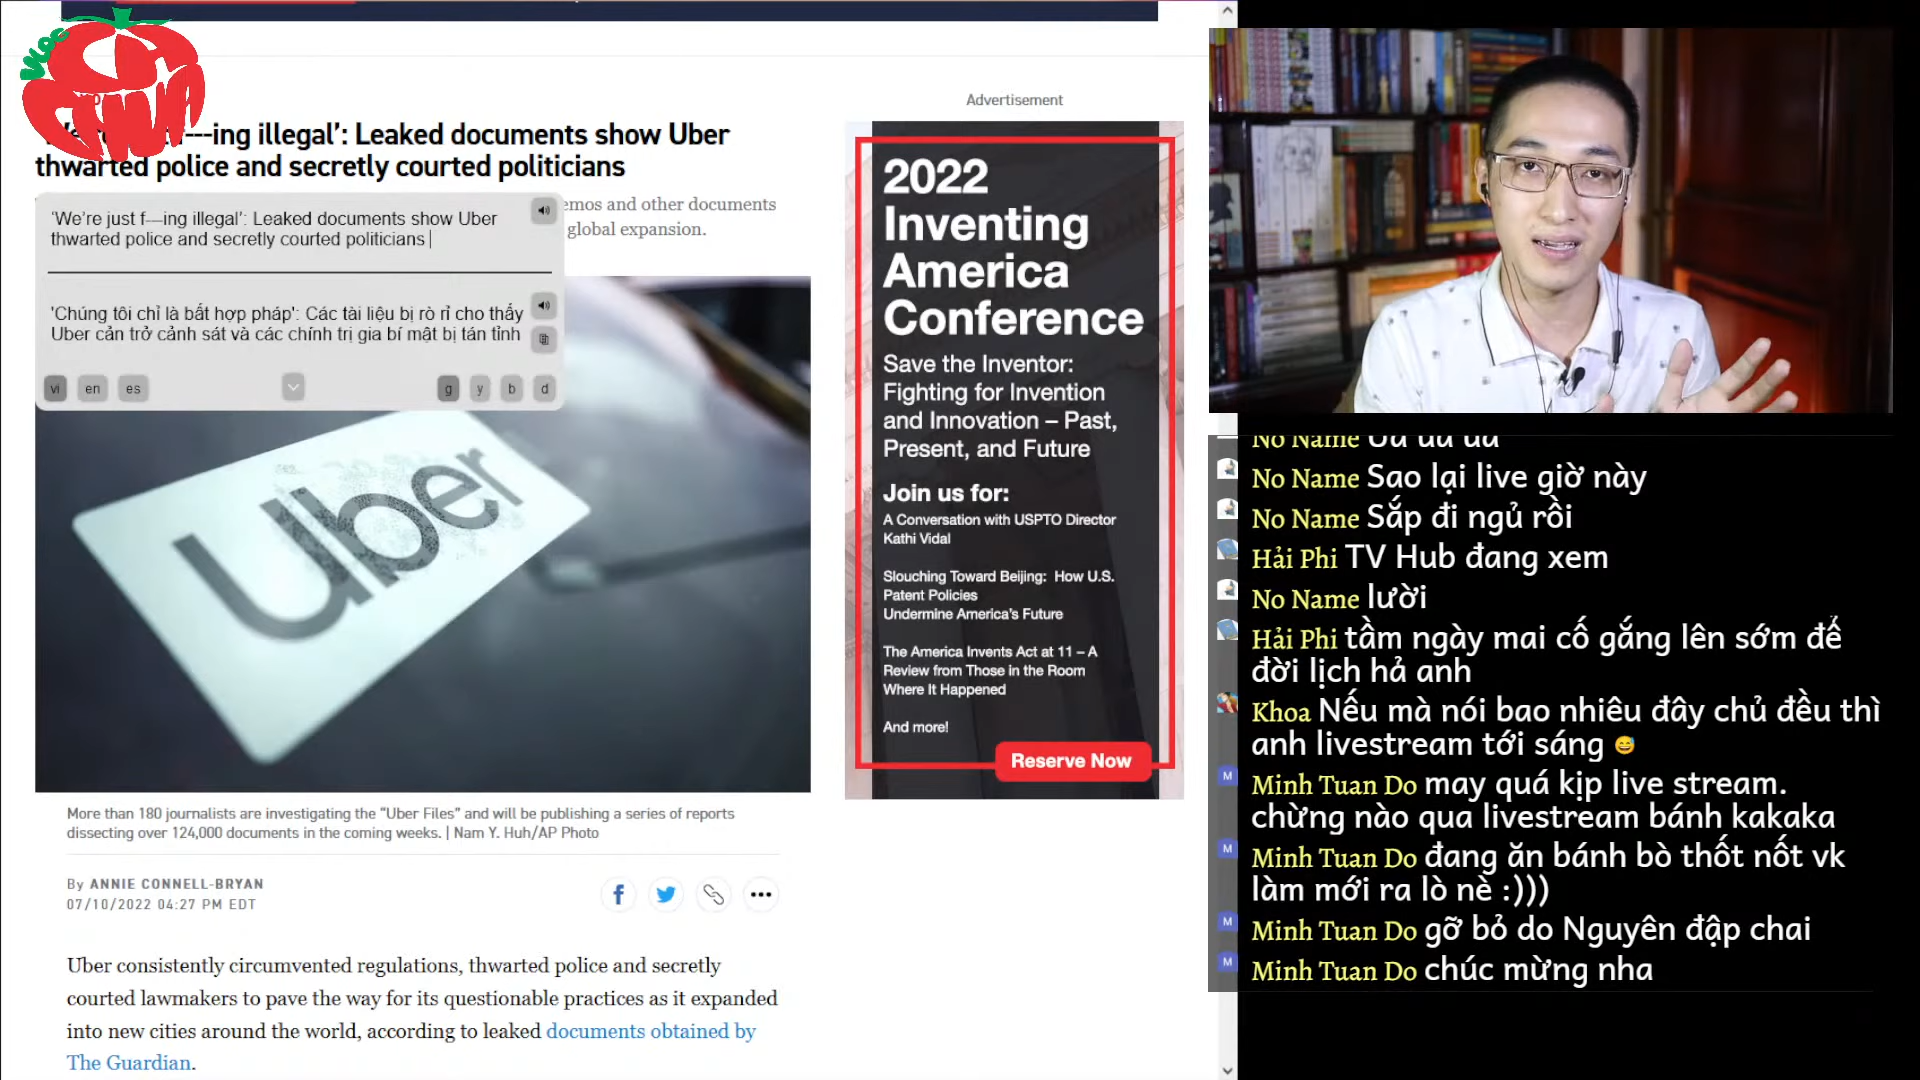 VLOG
CÀ
CHUA
---ing illegal’: Leaked documents show Uber
thwarted police and secretly courted politicians
emos and other documents
global expansion.
‘We’re just f—ing illegal’: Leaked documents show Uber
thwarted police and secretly courted politicians
'Chúng tôi chỉ là bất hợp pháp': Các tài liệu bị rò rỉ cho thấy
Uber cản trở cảnh sát và các chính trị gia bí mật bị tán tỉnh
vi en es g y b d
Uber
More than 180 journalists are investigating the “Uber Files” and will be publishing a series of reports
dissecting over 124,000 documents in the coming weeks. | Nam Y. Huh/AP Photo
By ANNIE CONNELL-BRYAN
07/10/2022 04:27 PM EDT
Uber consistently circumvented regulations, thwarted police and secretly
courted lawmakers to pave the way for its questionable practices as it expanded
into new cities around the world, according to leaked documents obtained by
The Guardian.
Advertisement
2022
Inventing
America
Conference
Save the Inventor:
Fighting for Invention
and Innovation – Past,
Present, and Future
Join us for:
A Conversation with USPTO Director
Kathi Vidal
Slouching Toward Beijing: How U.S.
Patent Policies
Undermine America’s Future
The America Invents Act at 11 – A
Review from Those in the Room
Where It Happened
And more!
Reserve Now
No Name
No Name Sao lại live giờ này
No Name Sắp đi ngủ rồi
Hải Phi TV Hub đang xem
No Name lười
Hải Phi tầm ngày mai cố gắng lên sớm để
đời lịch hả anh
Khoa Nếu mà nói bao nhiêu đây chủ đều thì
anh livestream tới sáng 😅
Minh Tuan Do may quá kịp live stream.
chừng nào qua livestream bánh kakaka
Minh Tuan Do đang ăn bánh bò thốt nốt vk
làm mới ra lò nè :)))
Minh Tuan Do gỡ bỏ do Nguyên đập chai
Minh Tuan Do chúc mừng nha